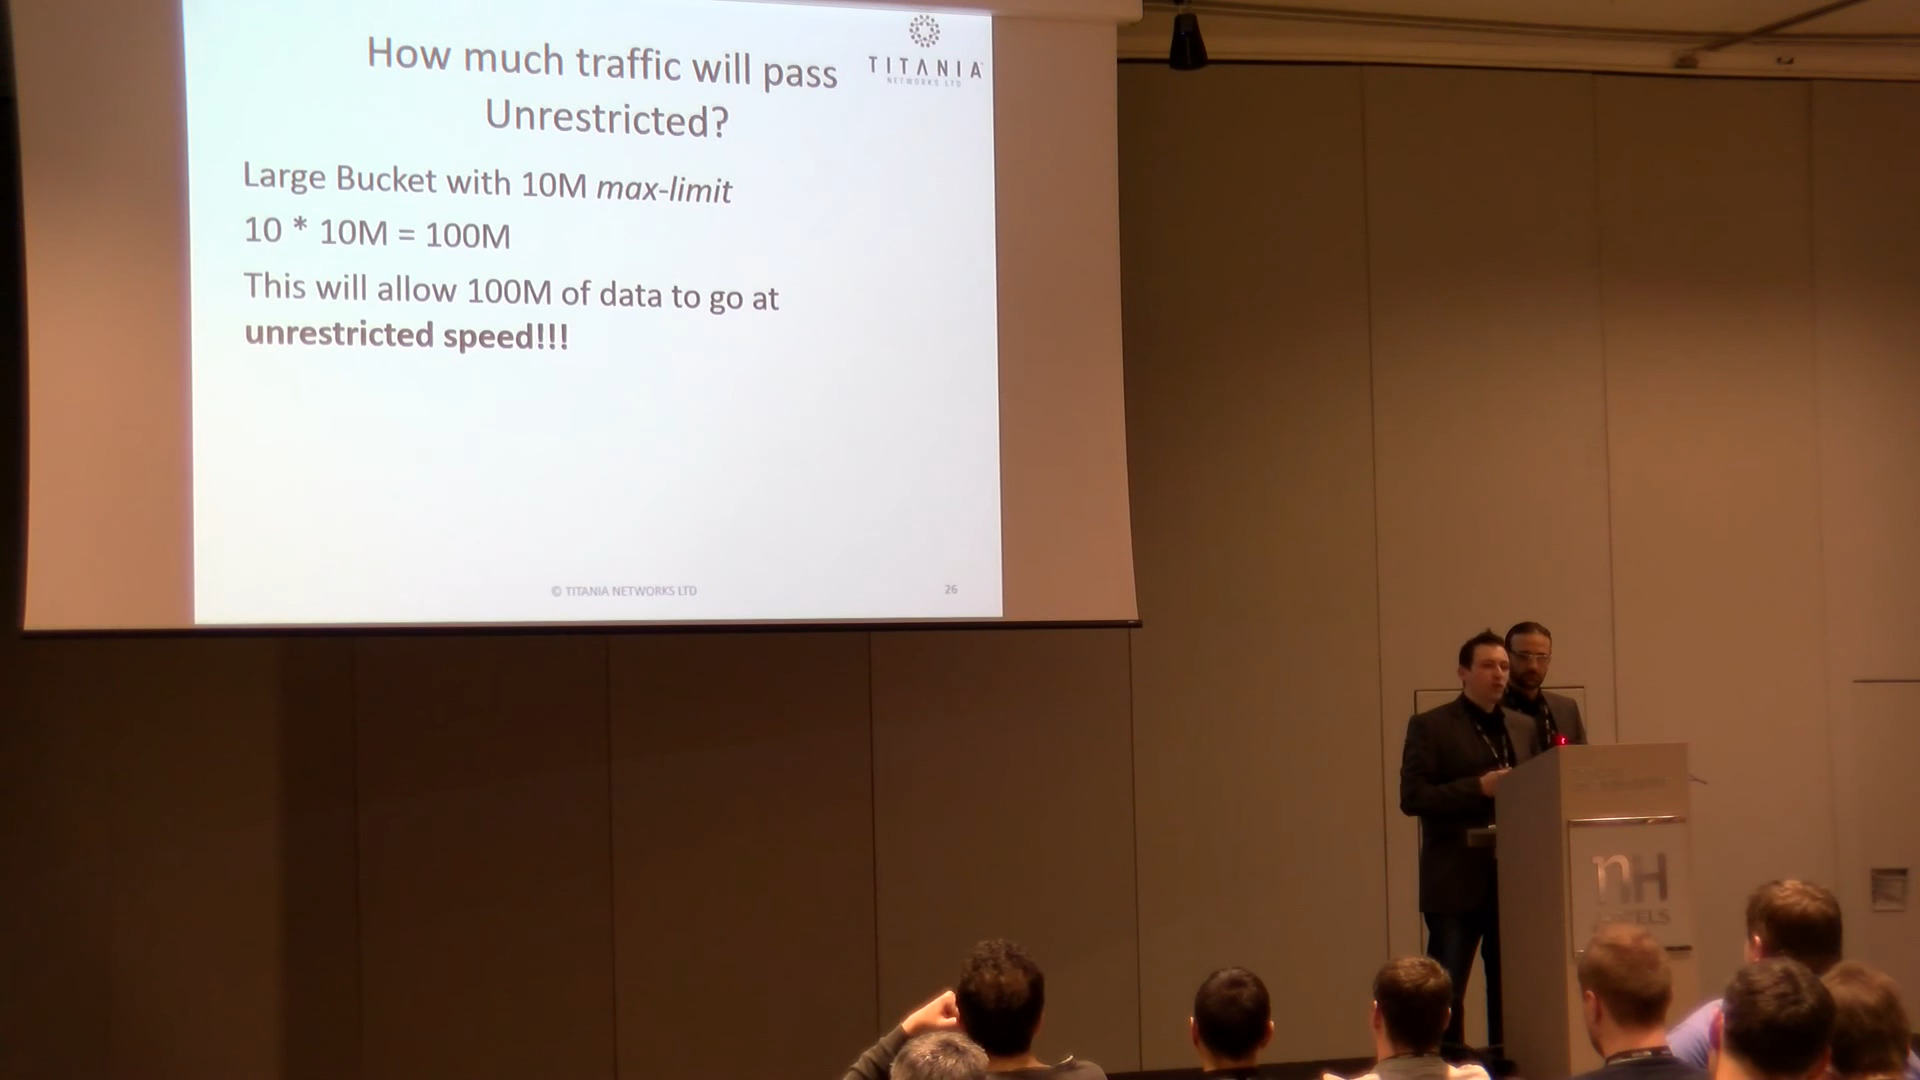 How much traffic will pass
Unrestricted?
TITANIA
NETWORKS LTD
Large Bucket with 10M max-limit
10 * 10M = 100M
This will allow 100M of data to go at
unrestricted speed!!!
© TITANIA NETWORKS LTD
26
nH
HOTELS